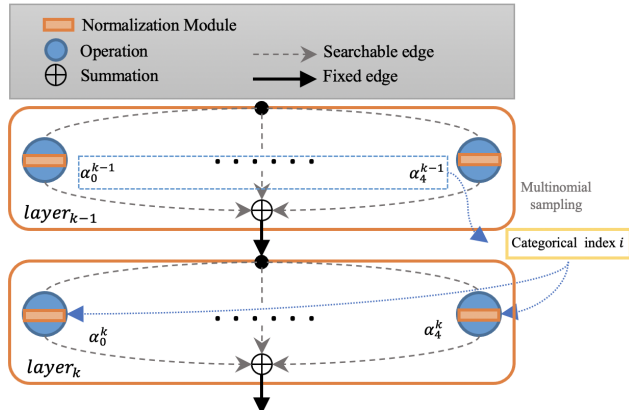 Normalization Module
Operation
Searchable edge
Summation
Fixed edge
α₀ᵏ⁻¹
α₄ᵏ⁻¹
layerₖ₋₁
Multinomial
sampling
Categorical index i
α₀ᵏ
α₄ᵏ
layerₖ